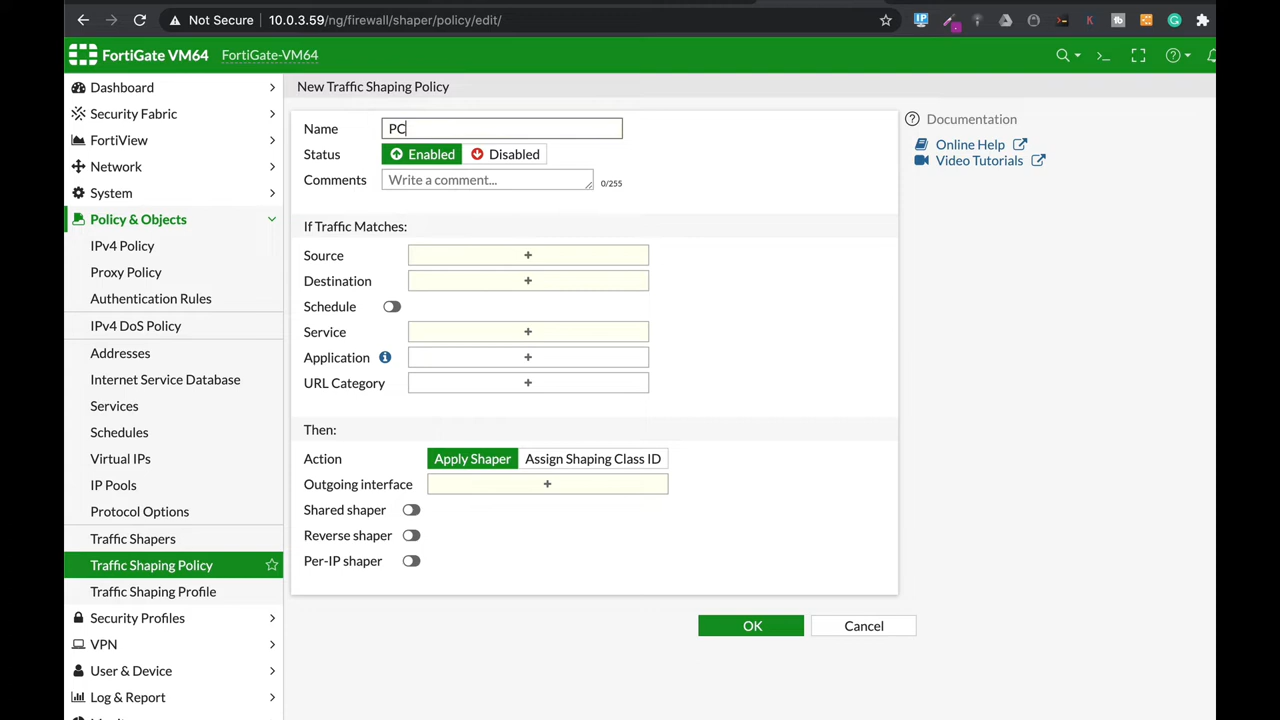 Not Secure 10.0.3.59/ng/firewall/shaper/policy/edit/
FortiGate VM64 FortiGate-VM64
Dashboard
Security Fabric
FortiView
Network
System
Policy & Objects
IPv4 Policy
Proxy Policy
Authentication Rules
IPv4 DoS Policy
Addresses
Internet Service Database
Services
Schedules
Virtual IPs
IP Pools
Protocol Options
Traffic Shapers
Traffic Shaping Policy
Traffic Shaping Profile
Security Profiles
VPN
User & Device
Log & Report
New Traffic Shaping Policy
Name PC
Status Enabled Disabled
Comments Write a comment... 0/255
If Traffic Matches:
Source +
Destination +
Schedule
Service +
Application +
URL Category +
Then:
Action Apply Shaper Assign Shaping Class ID
Outgoing interface +
Shared shaper
Reverse shaper
Per-IP shaper
OK Cancel
Documentation
Online Help
Video Tutorials